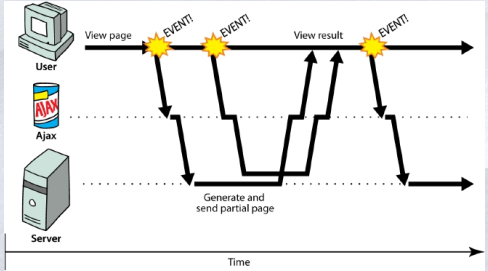 View page
EVENT!
EVENT!
View result
EVENT!
User
AJAX
Ajax
Generate and
send partial page
Server
Time